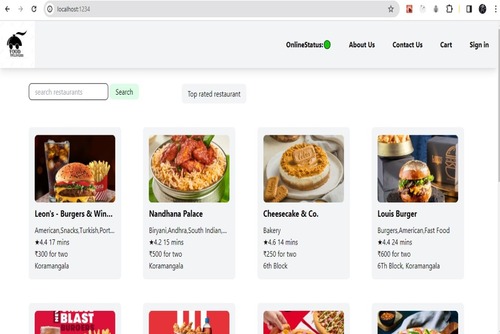 localhost:1234
FOOD
OnlineStatus: About Us Contact Us Cart Sign in
search restaurants Search Top rated restaurant
Leon's - Burgers & Win...
American,Snacks,Turkish,Port...
★4.4 17 mins
₹300 for two
Koramangala
Nandhana Palace
Biryani,Andhra,South Indian,...
★4.2 15 mins
₹500 for two
Koramangala
Cheesecake & Co.
Bakery
★4.6 14 mins
₹250 for two
6th Block
Louis Burger
Burgers,American,Fast Food
★4.4 24 mins
₹600 for two
6Th Block, Koramangala
BLAST